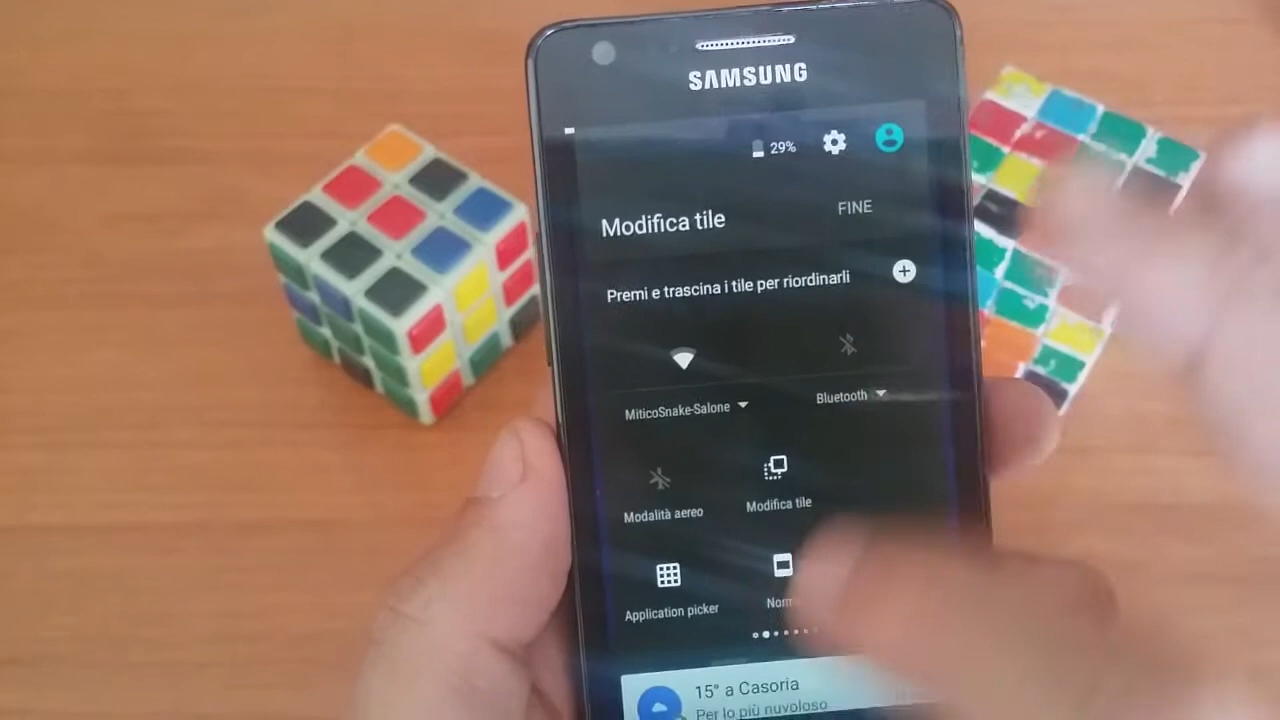 SAMSUNG
29%
Modifica tile
FINE
Premi e trascina i tile per riordinarli
MiticoSnake-Salone
Bluetooth
Modalità aereo
Modifica tile
Application picker
15° a Casoria
Per lo più nuvoloso